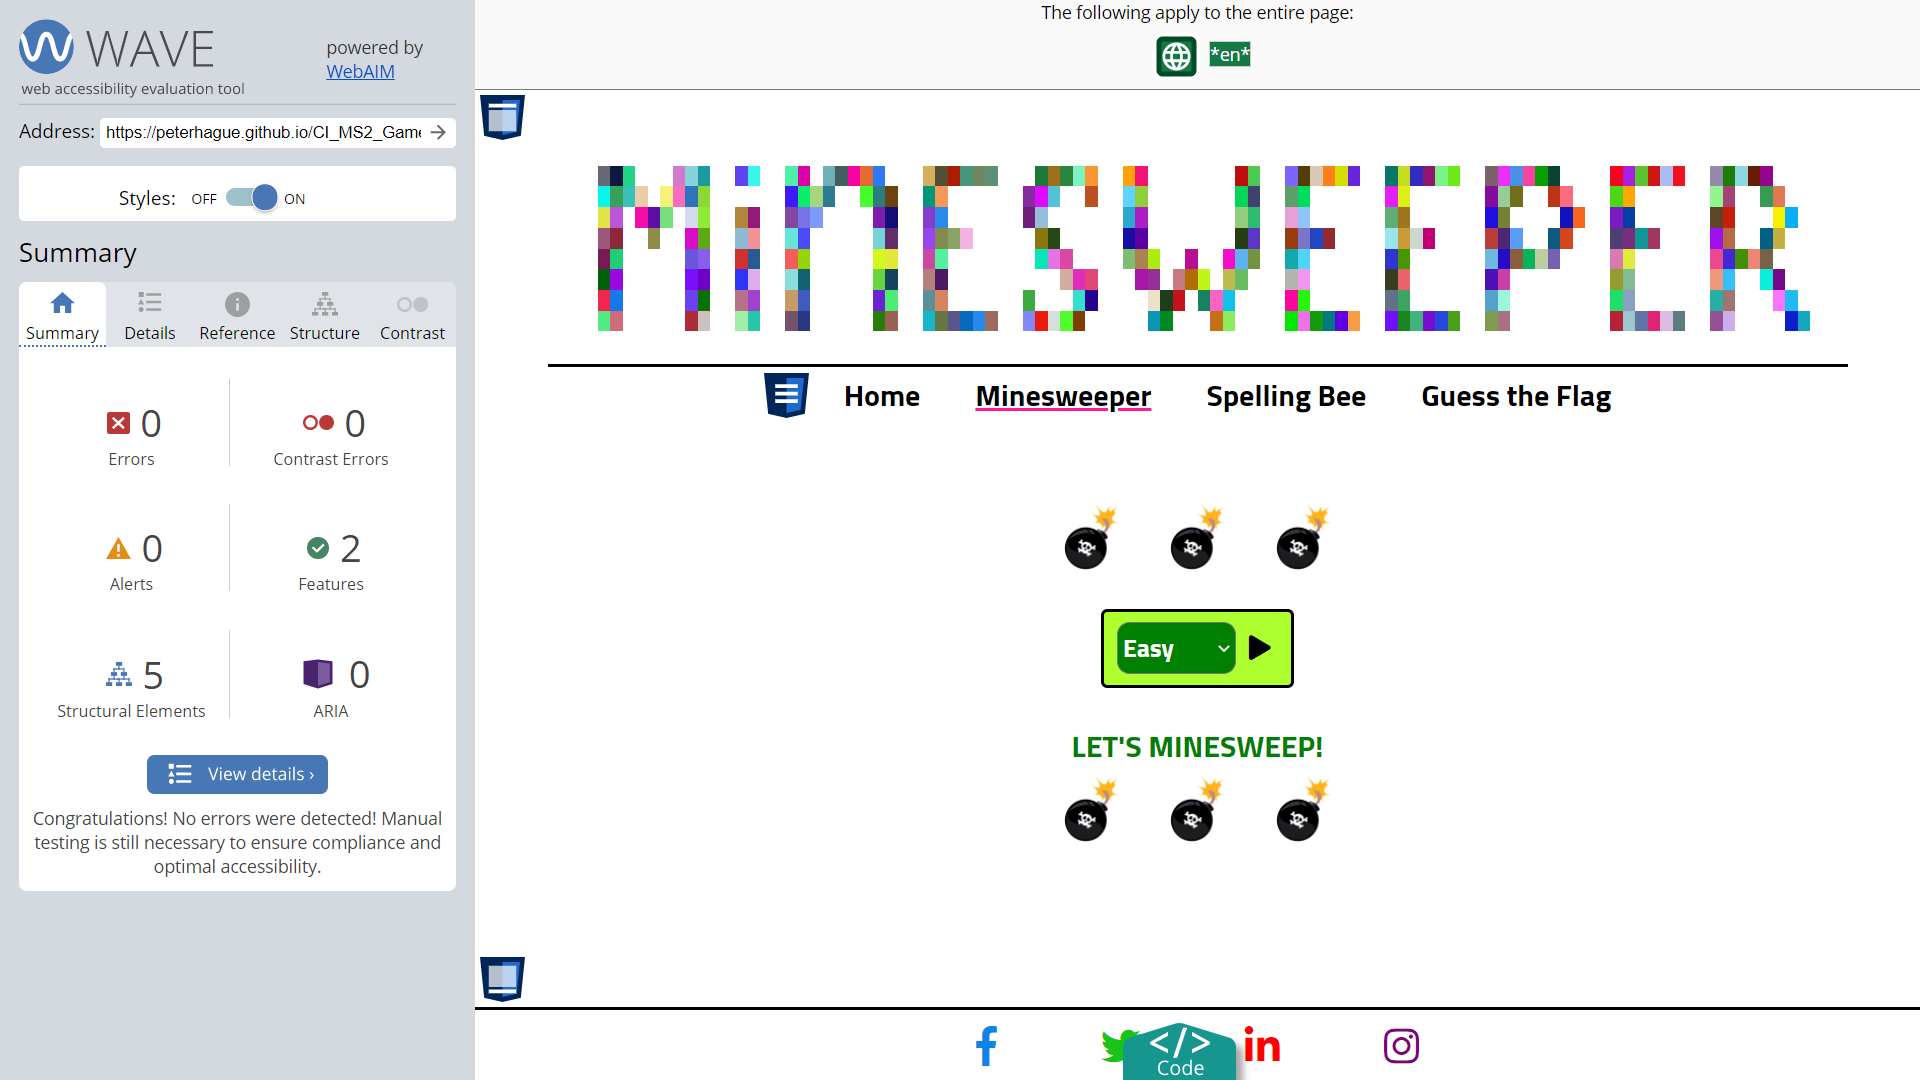 WAVE
powered by
WebAIM
web accessibility evaluation tool
Address: https://peterhague.github.io/CI_MS2_Game
Styles: OFF ON
Summary
Summary Details Reference Structure Contrast
0 0
Errors Contrast Errors
0 2
Alerts Features
5 0
Structural Elements ARIA
View details ›
Congratulations! No errors were detected! Manual
testing is still necessary to ensure compliance and
optimal accessibility.
The following apply to the entire page:
*en*
MiNESWEEPER
Home Minesweeper Spelling Bee Guess the Flag
Easy
LET'S MINESWEEP!
in
</>
Code